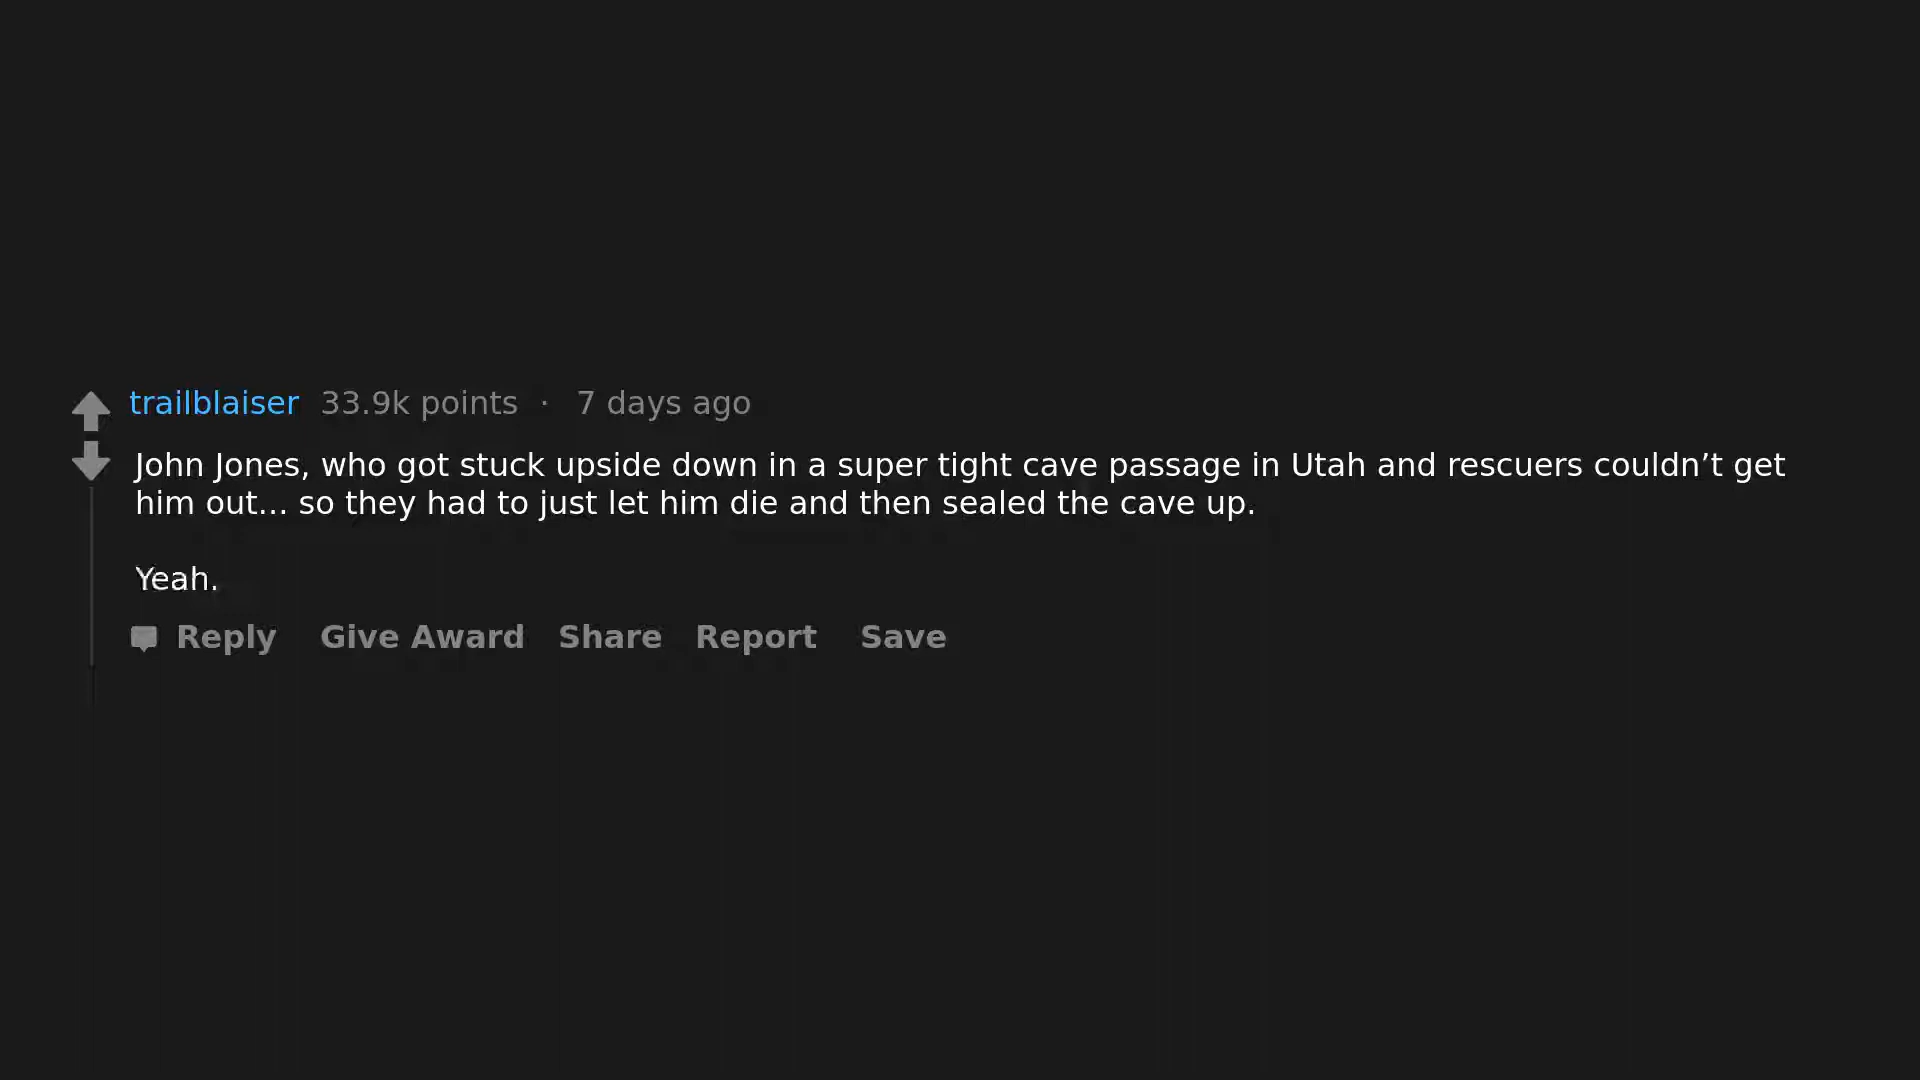 trailblaiser 33.9k points · 7 days ago
John Jones, who got stuck upside down in a super tight cave passage in Utah and rescuers couldn’t get
him out... so they had to just let him die and then sealed the cave up.
Yeah.
Reply Give Award Share Report Save